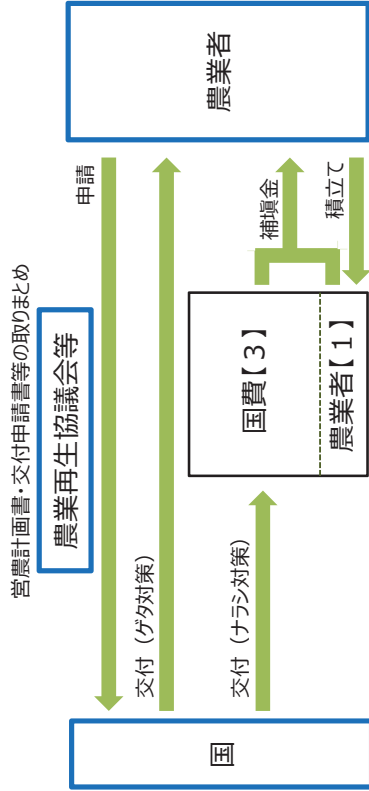 営農計画書・交付申請書等の取りまとめ
農業再生協議会等
申請
交付（ゲタ対策）
国
交付（ナラシ対策）
国費【３】
農業者【１】
補填金
積立て
農業者